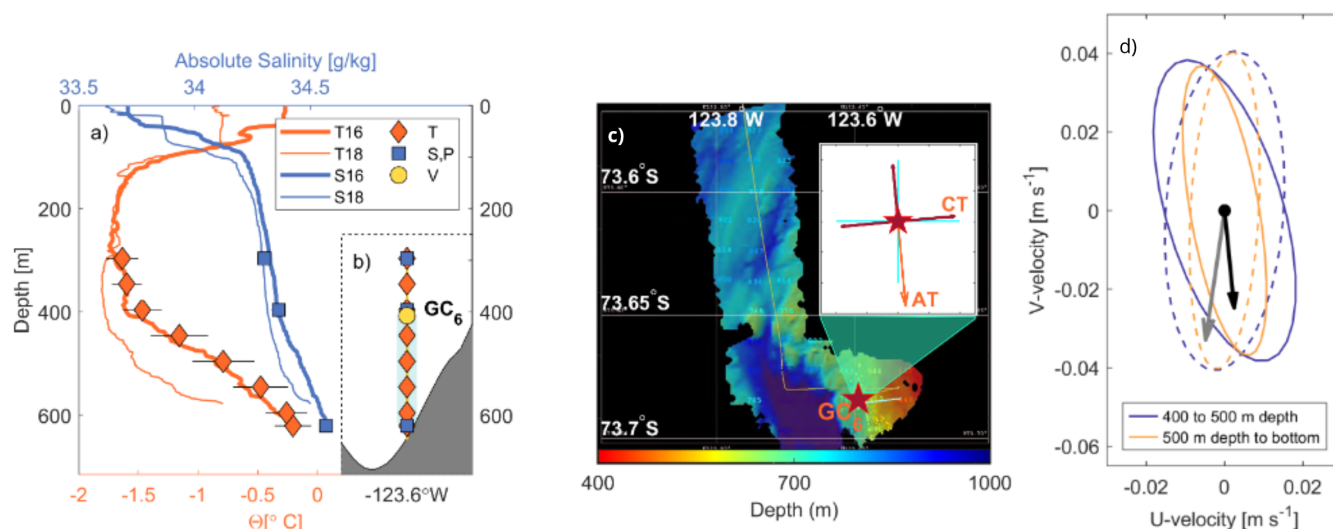 Absolute Salinity [g/kg]
33.5 34 34.5
a)
T16
T18
S16
S18
T
S,P
V
0
200
400
600
Depth [m]
0
200
400
600
b)
GC6
-2 -1.5 -1 -0.5 0
Θ[° C]
-123.6°W
c)
123.8°W 123.6°W
73.6°S
73.65°S
73.7°S
CT
AT
GC6
400 700 1000
Depth (m)
d)
0.04
0.02
0
-0.02
-0.04
-0.06
V-velocity [m s-1]
400 to 500 m depth
500 m depth to bottom
-0.02 0 0.02
U-velocity [m s-1]